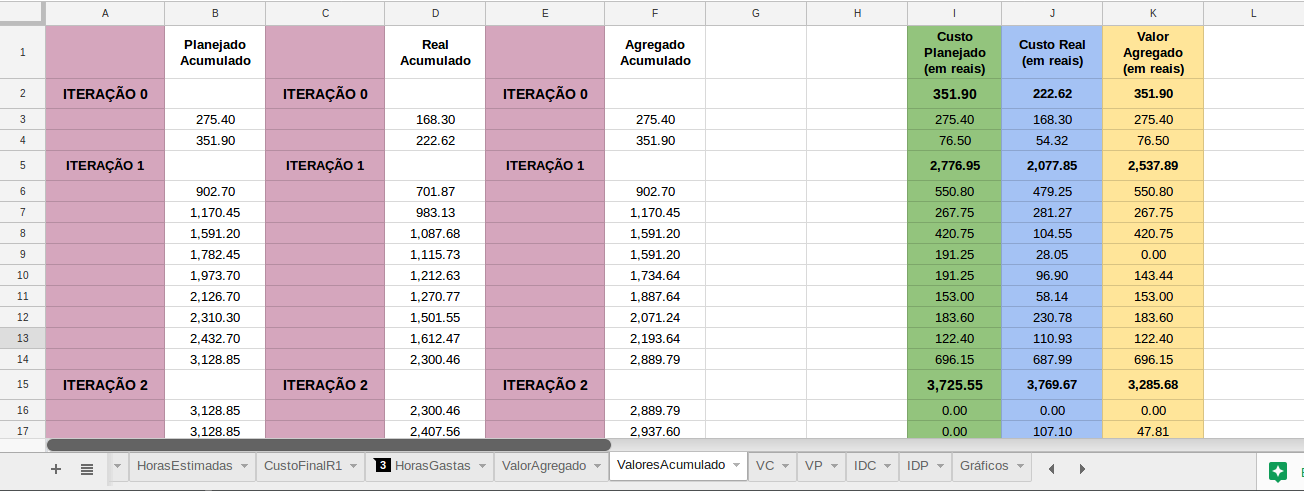 A B C D E F G H I J K L
1 Planejado Acumulado Real Acumulado Agregado Acumulado Custo Planejado (em reais) Custo Real (em reais) Valor Agregado (em reais)
2 ITERAÇÃO 0 ITERAÇÃO 0 ITERAÇÃO 0 351.90 222.62 351.90
3 275.40 168.30 275.40 275.40 168.30 275.40
4 351.90 222.62 351.90 76.50 54.32 76.50
5 ITERAÇÃO 1 ITERAÇÃO 1 ITERAÇÃO 1 2,776.95 2,077.85 2,537.89
6 902.70 701.87 902.70 550.80 479.25 550.80
7 1,170.45 983.13 1,170.45 267.75 281.27 267.75
8 1,591.20 1,087.68 1,591.20 420.75 104.55 420.75
9 1,782.45 1,115.73 1,591.20 191.25 28.05 0.00
10 1,973.70 1,212.63 1,734.64 191.25 96.90 143.44
11 2,126.70 1,270.77 1,887.64 153.00 58.14 153.00
12 2,310.30 1,501.55 2,071.24 183.60 230.78 183.60
13 2,432.70 1,612.47 2,193.64 122.40 110.93 122.40
14 3,128.85 2,300.46 2,889.79 696.15 687.99 696.15
15 ITERAÇÃO 2 ITERAÇÃO 2 ITERAÇÃO 2 3,725.55 3,769.67 3,285.68
16 3,128.85 2,300.46 2,889.79 0.00 0.00 0.00
17 3,128.85 2,407.56 2,937.60 0.00 107.10 47.81
HorasEstimadas CustoFinalR1 3 HorasGastas ValorAgregado ValoresAcumulado VC VP IDC IDP Gráficos